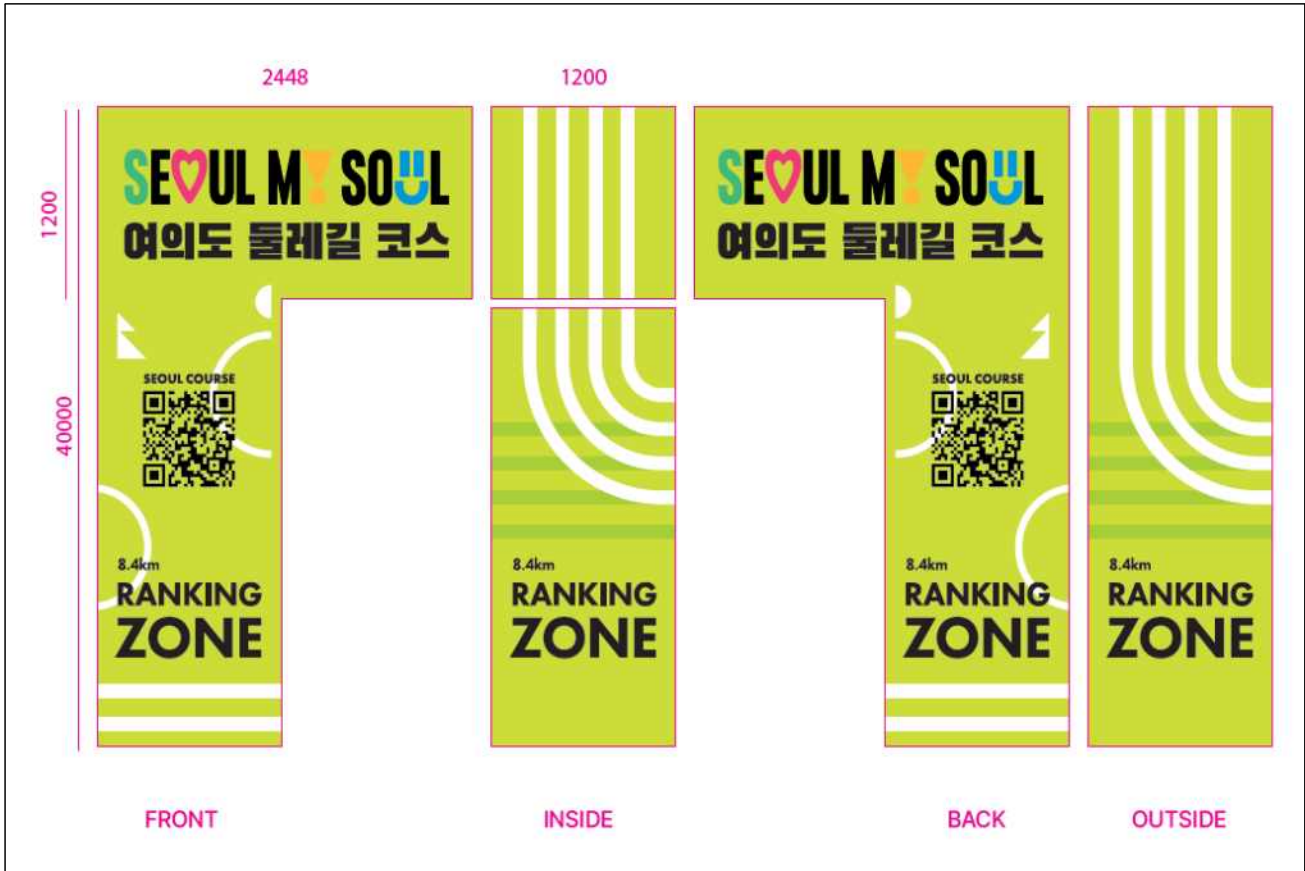 2448
1200
1200
40000
SEOUL MY SOUL
여의도 둘레길 코스
SEOUL COURSE
8.4km
RANKING
ZONE
FRONT
8.4km
RANKING
ZONE
INSIDE
SEOUL MY SOUL
여의도 둘레길 코스
SEOUL COURSE
8.4km
RANKING
ZONE
BACK
8.4km
RANKING
ZONE
OUTSIDE